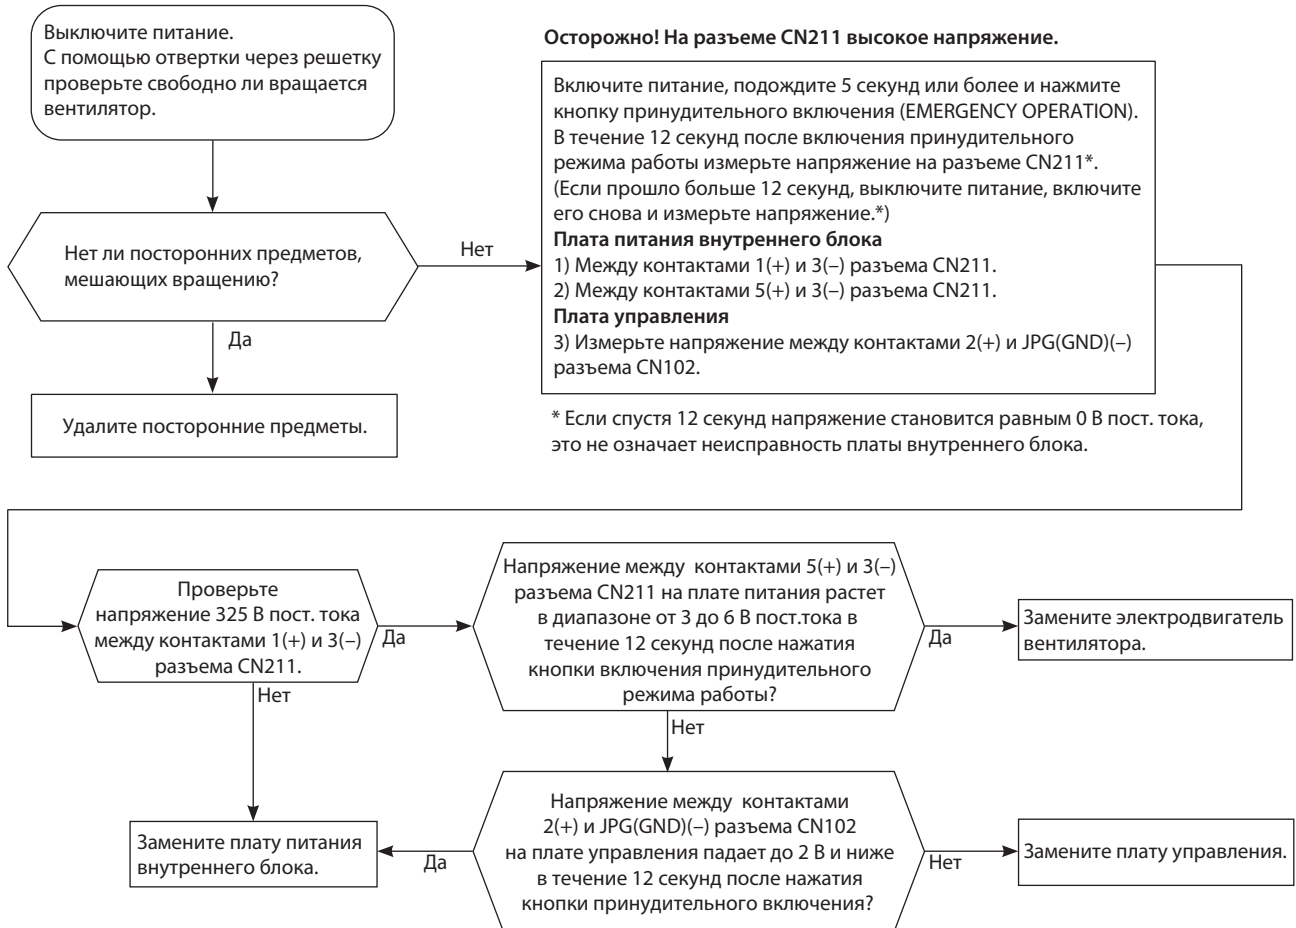 Выключите питание.
С помощью отвертки через решетку
проверьте свободно ли вращается
вентилятор.
Нет ли посторонних предметов,
мешающих вращению?
Нет
Да
Удалите посторонние предметы.
Осторожно! На разъеме CN211 высокое напряжение.
Включите питание, подождите 5 секунд или более и нажмите
кнопку принудительного включения (EMERGENCY OPERATION).
В течение 12 секунд после включения принудительного
режима работы измерьте напряжение на разъеме CN211*.
(Если прошло больше 12 секунд, выключите питание, включите
его снова и измерьте напряжение.*)
Плата питания внутреннего блока
1) Между контактами 1(+) и 3(–) разъема CN211.
2) Между контактами 5(+) и 3(–) разъема CN211.
Плата управления
3) Измерьте напряжение между контактами 2(+) и JPG(GND)(–)
разъема CN102.
* Если спустя 12 секунд напряжение становится равным 0 В пост. тока,
это не означает неисправность платы внутреннего блока.
Проверьте
напряжение 325 В пост. тока
между контактами 1(+) и 3(–)
разъема CN211.
Да
Нет
Напряжение между контактами 5(+) и 3(–)
разъема CN211 на плате питания растет
в диапазоне от 3 до 6 В пост.тока в
течение 12 секунд после нажатия
кнопки включения принудительного
режима работы?
Да
Нет
Замените электродвигатель
вентилятора.
Замените плату питания
внутреннего блока.
Да
Напряжение между контактами
2(+) и JPG(GND)(–) разъема CN102
на плате управления падает до 2 В и ниже
в течение 12 секунд после нажатия
кнопки принудительного включения?
Нет
Замените плату управления.